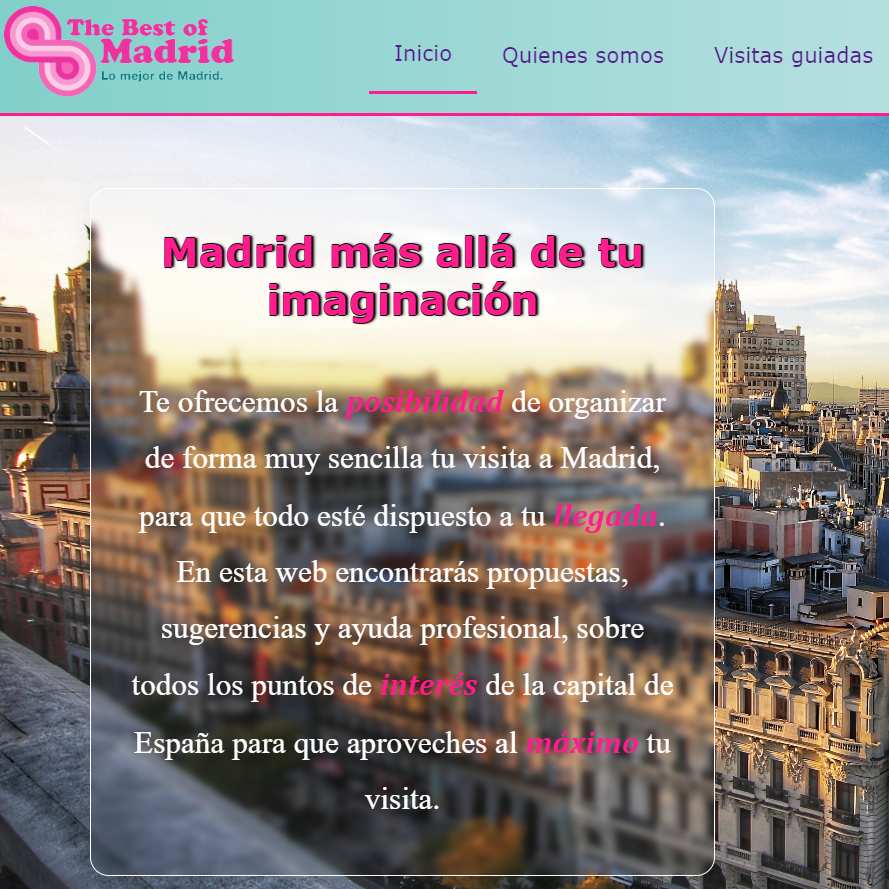 The Best of
Madrid
Lo mejor de Madrid.
Inicio
Quienes somos
Visitas guiadas
Madrid más allá de tu
imaginación
Te ofrecemos la posibilidad de organizar
de forma muy sencilla tu visita a Madrid,
para que todo esté dispuesto a tu llegada.
En esta web encontrarás propuestas,
sugerencias y ayuda profesional, sobre
todos los puntos de interés de la capital de
España para que aproveches al máximo tu
visita.